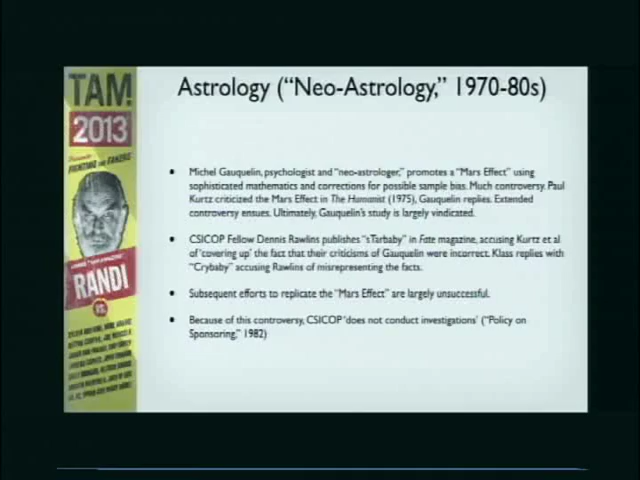 TAM!
2013
FIGHTING THE FAKERS
RANDI
VS.
Astrology (“Neo-Astrology,” 1970-80s)
• Michel Gauquelin, psychologist and “neo-astrologer,” promotes a “Mars Effect” using
sophisticated mathematics and corrections for possible sample bias. Much controversy. Paul
Kurtz criticized the Mars Effect in The Humanist (1975), Gauquelin replies. Extended
controversy ensues. Ultimately, Gauquelin’s study is largely vindicated.
• CSICOP Fellow Dennis Rawlins publishes “sTarbaby” in Fate magazine, accusing Kurtz et al
of ‘covering up’ the fact that their criticisms of Gauquelin were incorrect. Klass replies with
“Crybaby” accusing Rawlins of misrepresenting the facts.
• Subsequent efforts to replicate the “Mars Effect” are largely unsuccessful.
• Because of this controversy, CSICOP ‘does not conduct investigations’ (“Policy on
Sponsoring,” 1982)